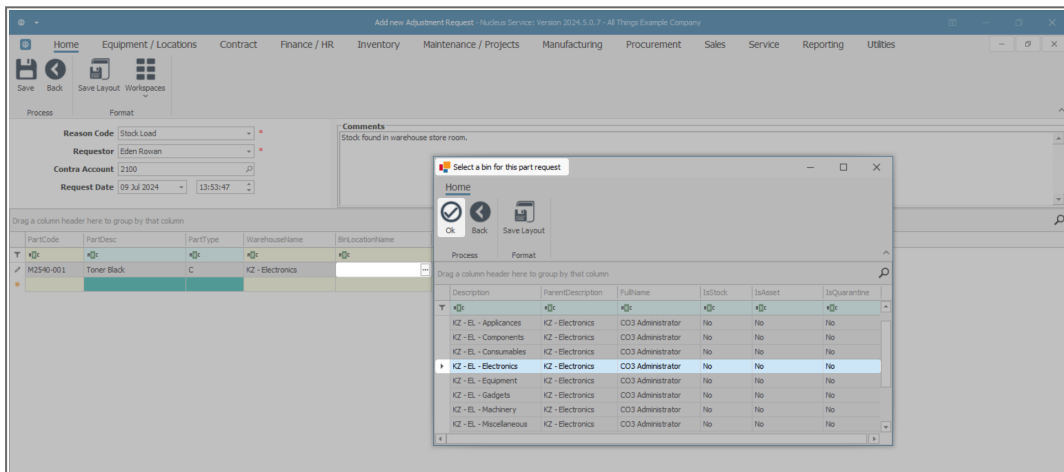 Add new Adjustment Request - Nucleus Service: Version 2024.5.0.7 - All Things Example Company
Home Equipment / Locations Contract Finance / HR Inventory Maintenance / Projects Manufacturing Procurement Sales Service Reporting Utilities
Save Back Save Layout Workspaces
Process Format
Reason Code Stock Load *
Requestor Eden Rowan *
Contra Account 2100
Request Date 09 Jul 2024 13:53:47
Comments
Stock found in warehouse store room.
Drag a column header here to group by that column
PartCode PartDesc PartType WarehouseName BinLocationName
M2540-001 Toner Black C KZ - Electronics
Select a bin for this part request
Home
Ok Back Save Layout
Process Format
Drag a column header here to group by that column
Description ParentDescription FullName IsStock IsAsset IsQuarantine
KZ - EL - Applicances KZ - Electronics CO3 Administrator No No No
KZ - EL - Components KZ - Electronics CO3 Administrator No No No
KZ - EL - Consumables KZ - Electronics CO3 Administrator No No No
KZ - EL - Electronics KZ - Electronics CO3 Administrator No No No
KZ - EL - Equipment KZ - Electronics CO3 Administrator No No No
KZ - EL - Gadgets KZ - Electronics CO3 Administrator No No No
KZ - EL - Machinery KZ - Electronics CO3 Administrator No No No
KZ - EL - Miscellaneous KZ - Electronics CO3 Administrator No No No